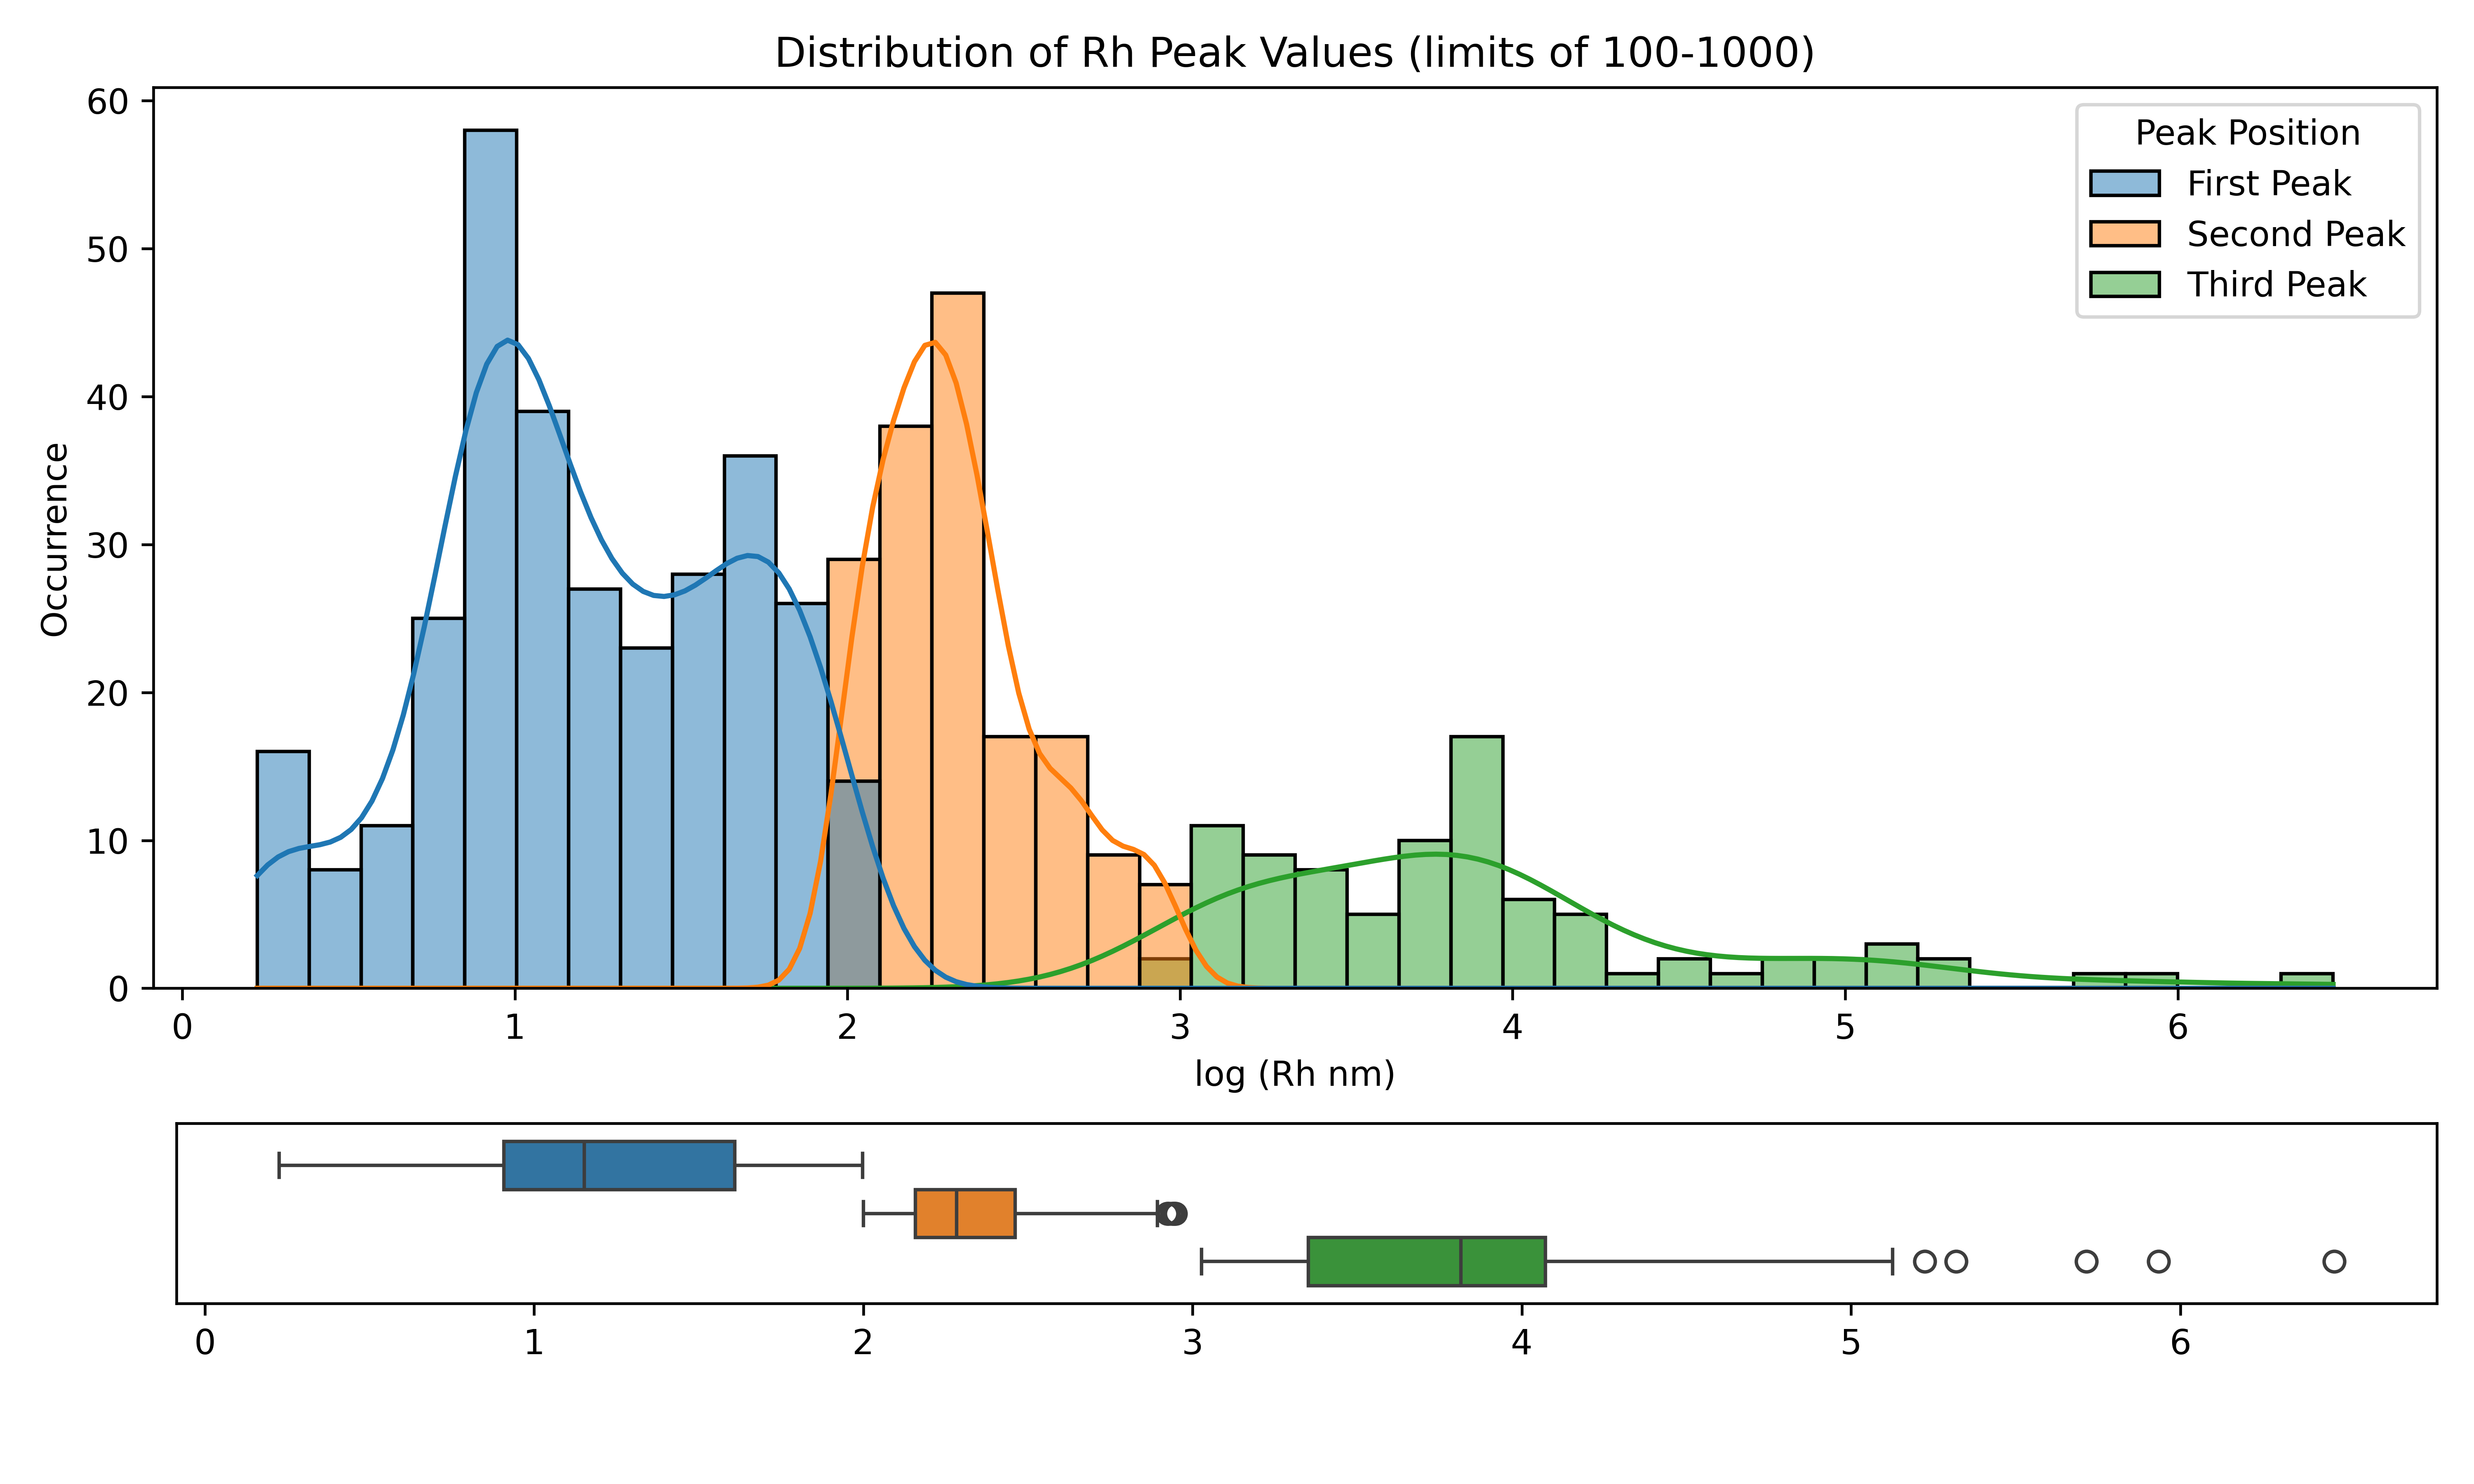 Distribution of Rh Peak Values (limits of 100-1000)
60
50
40
30
20
10
0
Occurrence
Peak Position
First Peak
Second Peak
Third Peak
0 1 2 3 4 5 6
log (Rh nm)
0 1 2 3 4 5 6